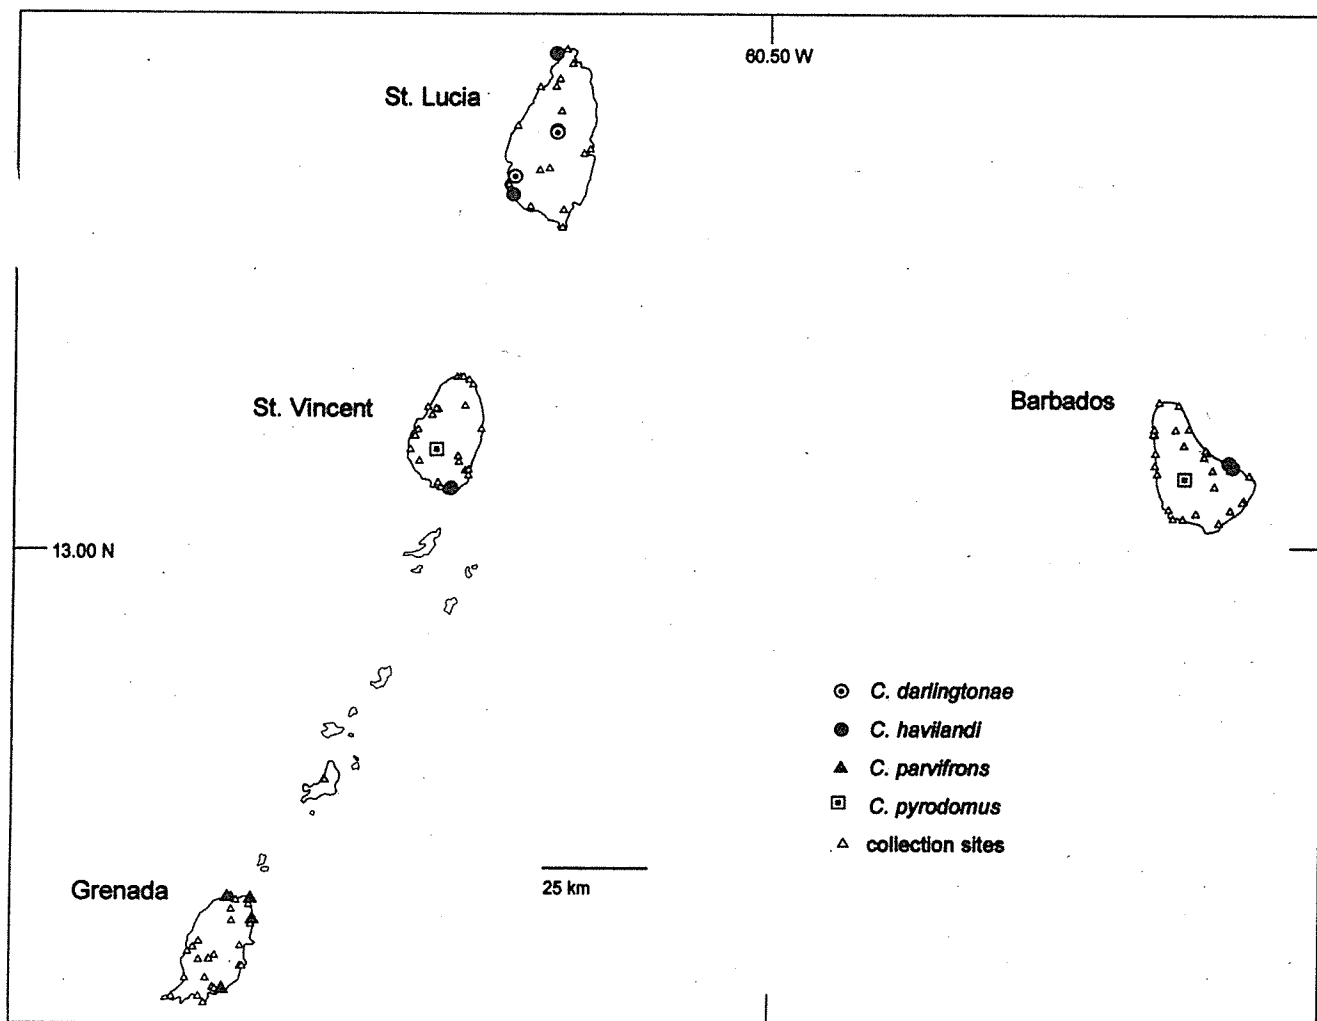 60.50 W
St. Lucia
St. Vincent
Barbados
13.00 N
C. darlingtonae
C. havilandi
C. parvifrons
C. pyrodomus
collection sites
25 km
Grenada